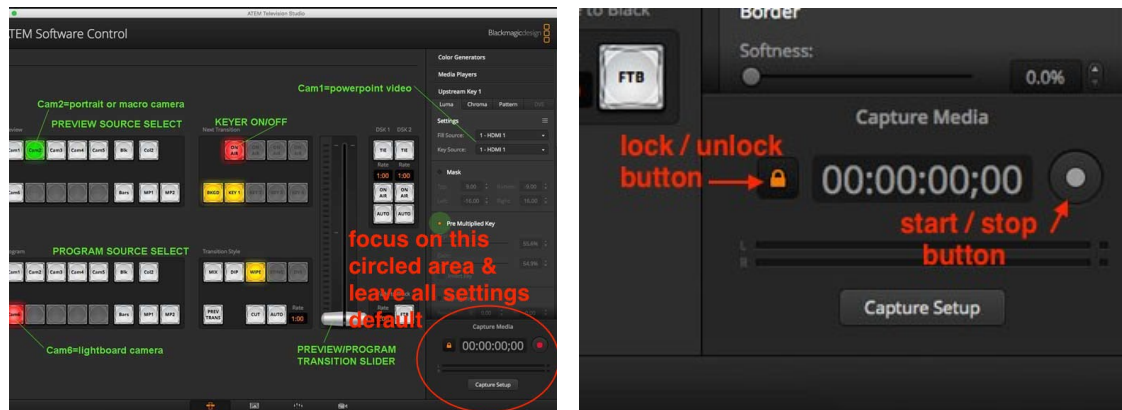 ATEM Television Studio
TEM Software Control
Blackmagicdesign
Color Generators
Media Players
Upstream Key 1
Luma Chroma Pattern DVE
Settings
Fill Source: 1 - HDMI 1
Key Source: 1 - HDMI 1
Mask
Pre Multiplied Key
Cam1=powerpoint video
Cam2=portrait or macro camera
PREVIEW SOURCE SELECT
KEYER ON/OFF
Next Transition
DSK 1 DSK 2
Cam1 Cam2 Cam3 Cam4 Cam5 Blk Col2
ON AIR
TIE TIE
Rate Rate
1:00 1:00
Cam6 Bars MP1 MP2
BKGD KEY 1
ON AIR ON AIR
AUTO AUTO
PROGRAM SOURCE SELECT
Transition Style
Cam1 Cam2 Cam3 Cam4 Cam5 Blk Col2
MIX DIP WIPE
Bars MP1 MP2
PREV TRANS
CUT AUTO
Rate
1:00
FTB
focus on this
circled area &
leave all settings
default
Cam6=lightboard camera
PREVIEW/PROGRAM
TRANSITION SLIDER
Capture Media
00:00:00;00
Capture Setup
to Black
Border
Softness:
0.0%
FTB
Capture Media
lock / unlock
button
00:00:00;00
start / stop
button
L
R
Capture Setup